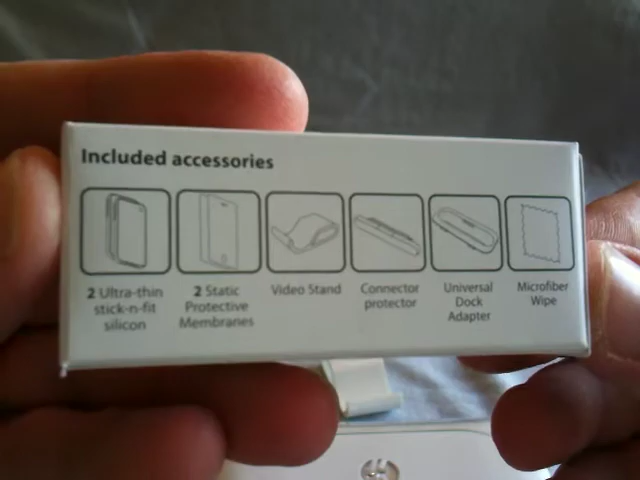 Included accessories
2 Ultra-thin
stick-n-fit
silicon
2 Static
Protective
Membranes
Video Stand
Connector
protector
Universal
Dock
Adapter
Microfiber
Wipe